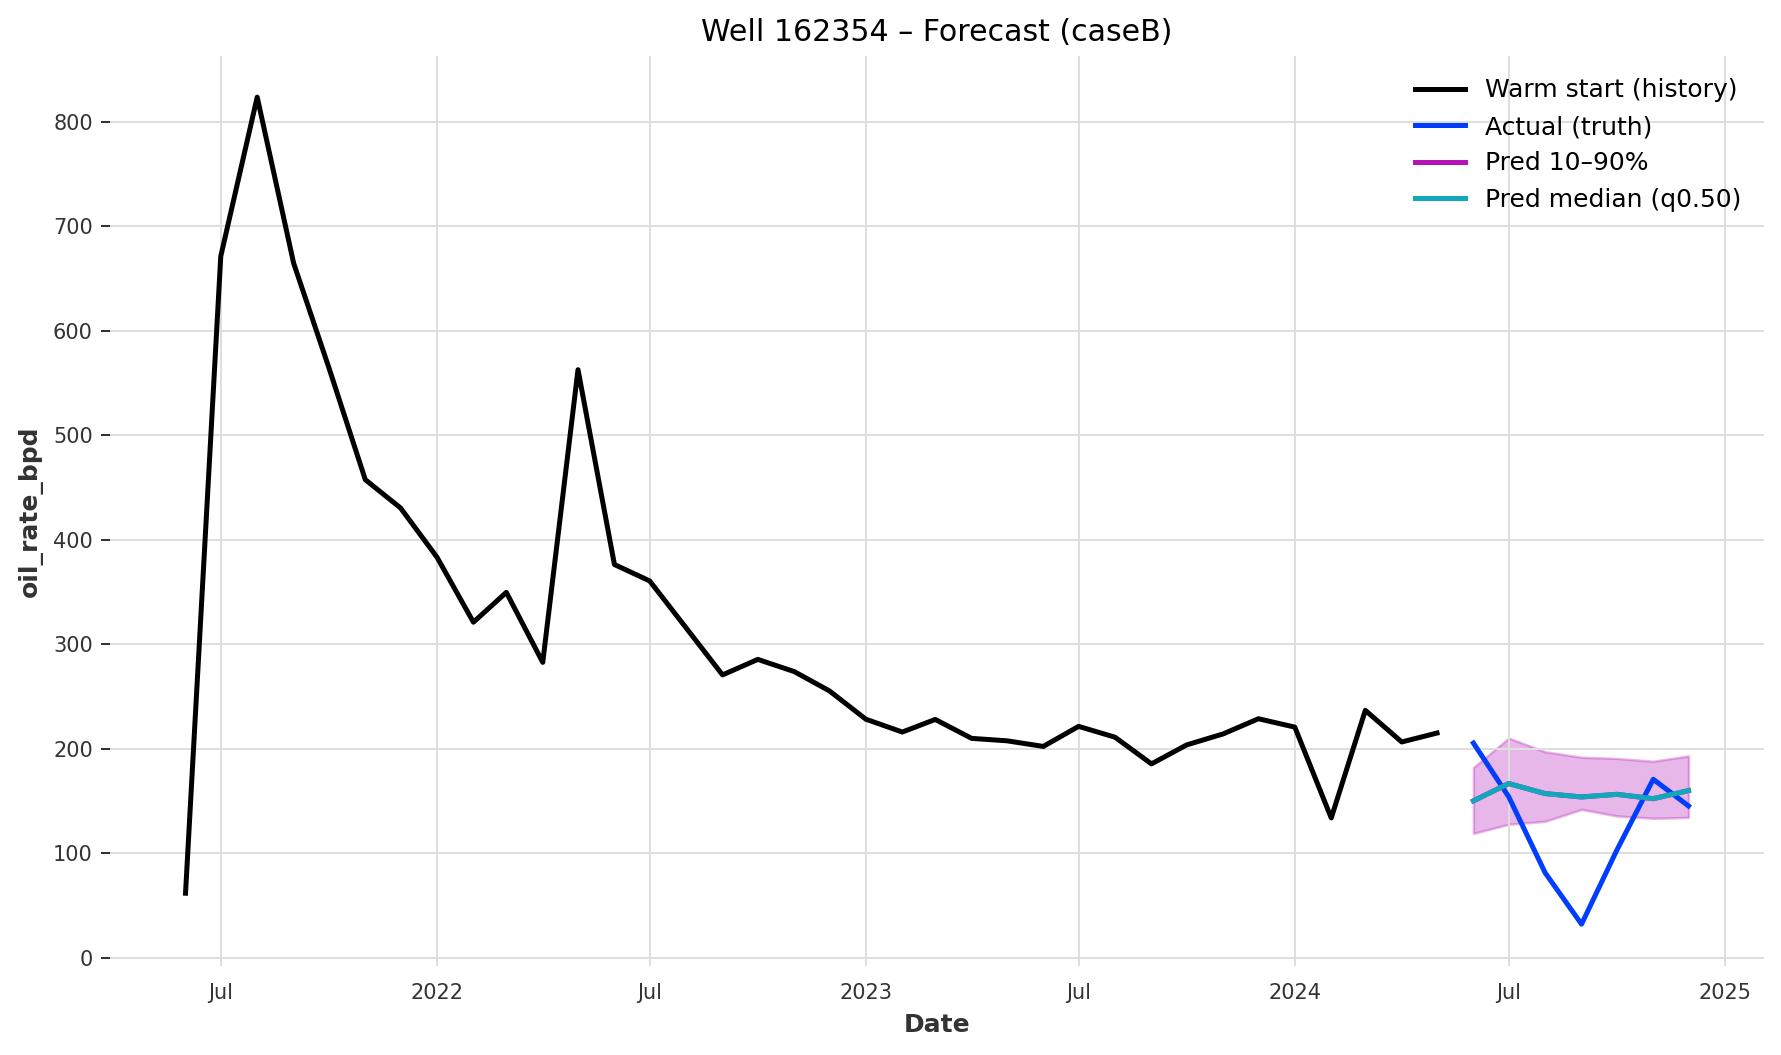 Well 162354 – Forecast (caseB)
Warm start (history)
Actual (truth)
Pred 10–90%
Pred median (q0.50)
oil_rate_bpd
800
700
600
500
400
300
200
100
0
Jul
2022
Jul
2023
Jul
2024
Jul
2025
Date